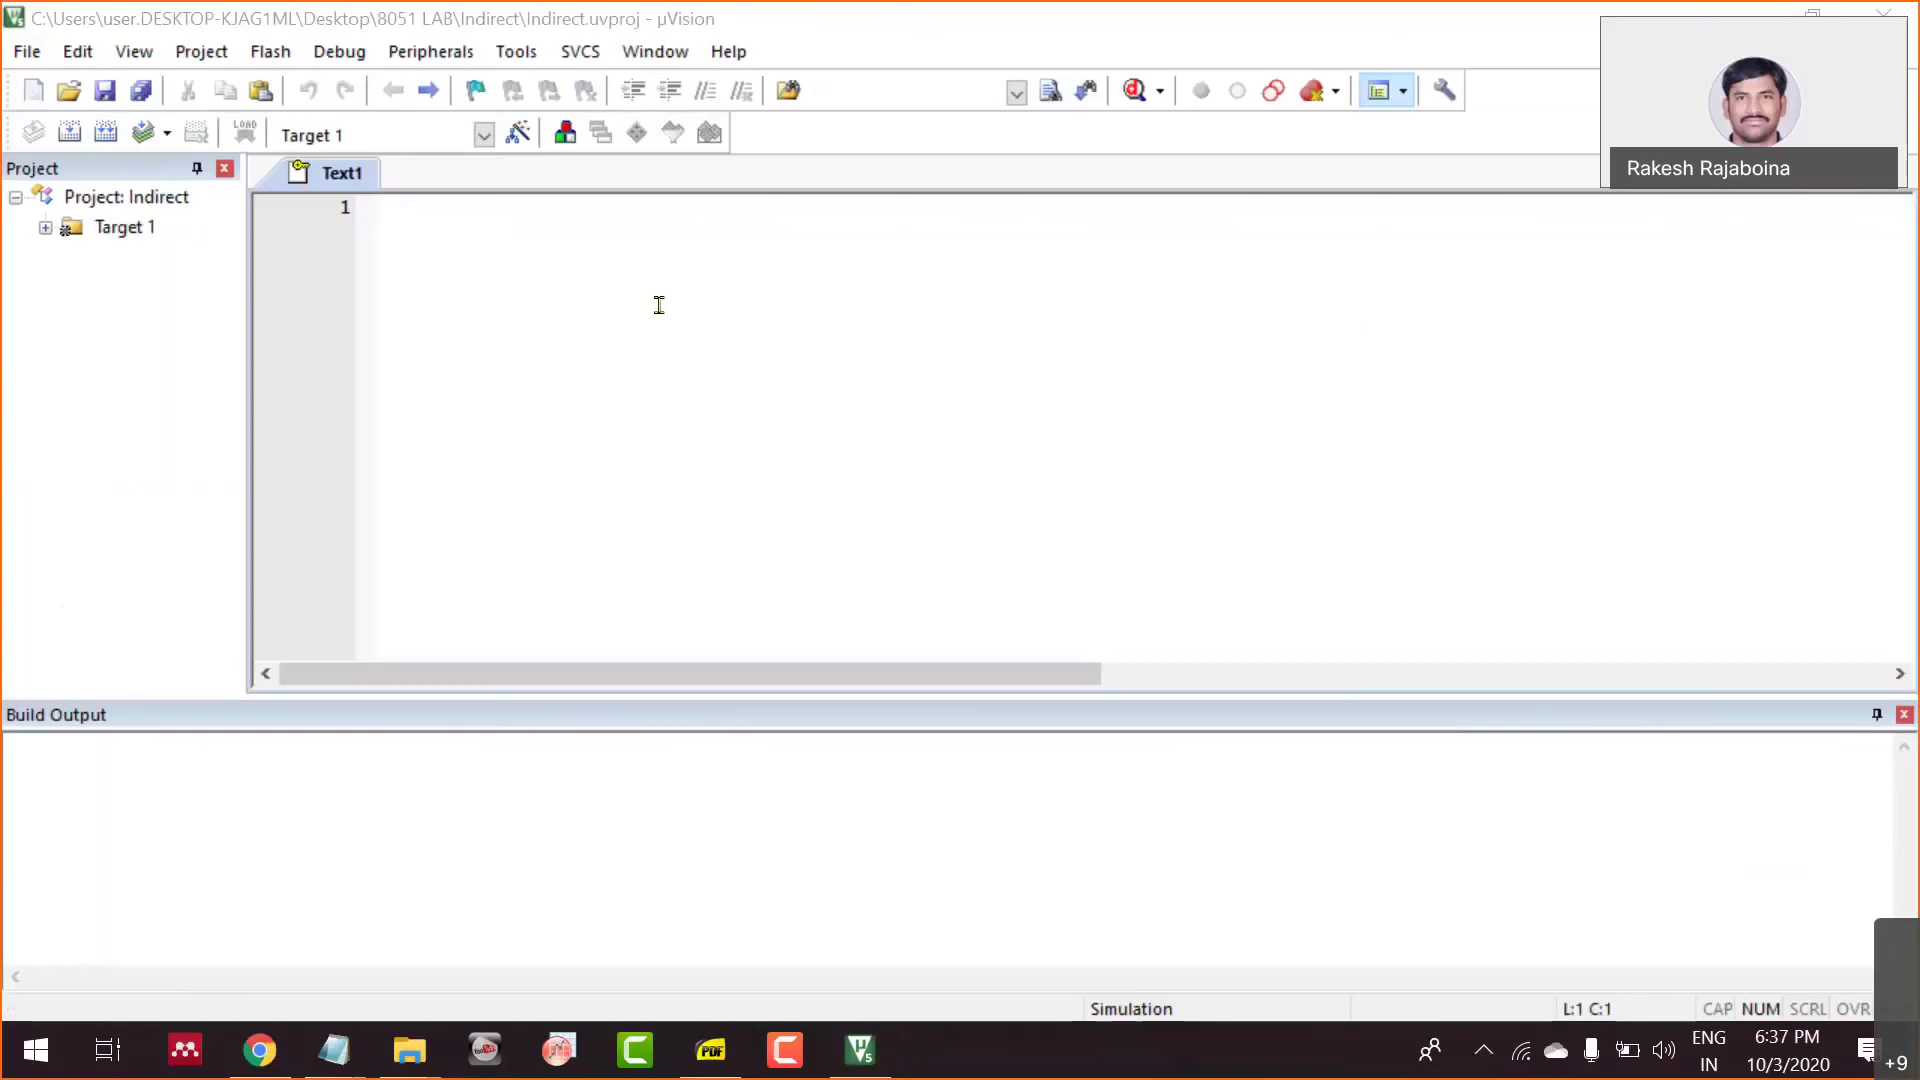 C:\Users\user.DESKTOP-KJAG1ML\Desktop\8051 LAB\Indirect\Indirect.uvproj - µVision
File Edit View Project Flash Debug Peripherals Tools SVCS Window Help
LOAD
Target 1
Rakesh Rajaboina
Project
Project: Indirect
Target 1
Text1
1
Build Output
Simulation
L:1 C:1
CAP NUM SCRL OVR
PDF
ENG
IN
6:37 PM
10/3/2020
+9